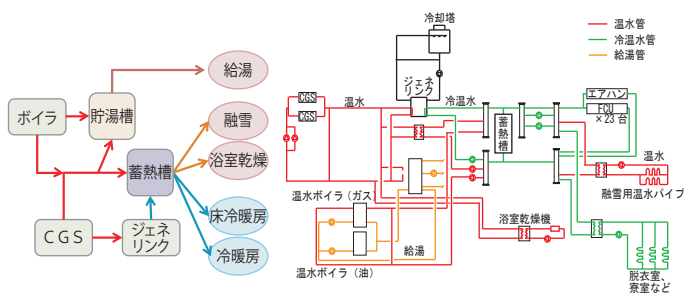 給湯
融雪
ボイラ
貯湯槽
浴室乾燥
蓄熱槽
床冷暖房
CGS
ジェネ
リンク
冷暖房
冷却塔
温水管
冷温水管
給湯管
ジェネ
リンク
温水
冷温水
エアハン
CGS
CGS
FCU
×23 台
蓄
熱
槽
温水
融雪用温水パイプ
温水ボイラ（ガス）
浴室乾燥機
給湯
温水ボイラ（油）
脱衣室、
寮室など